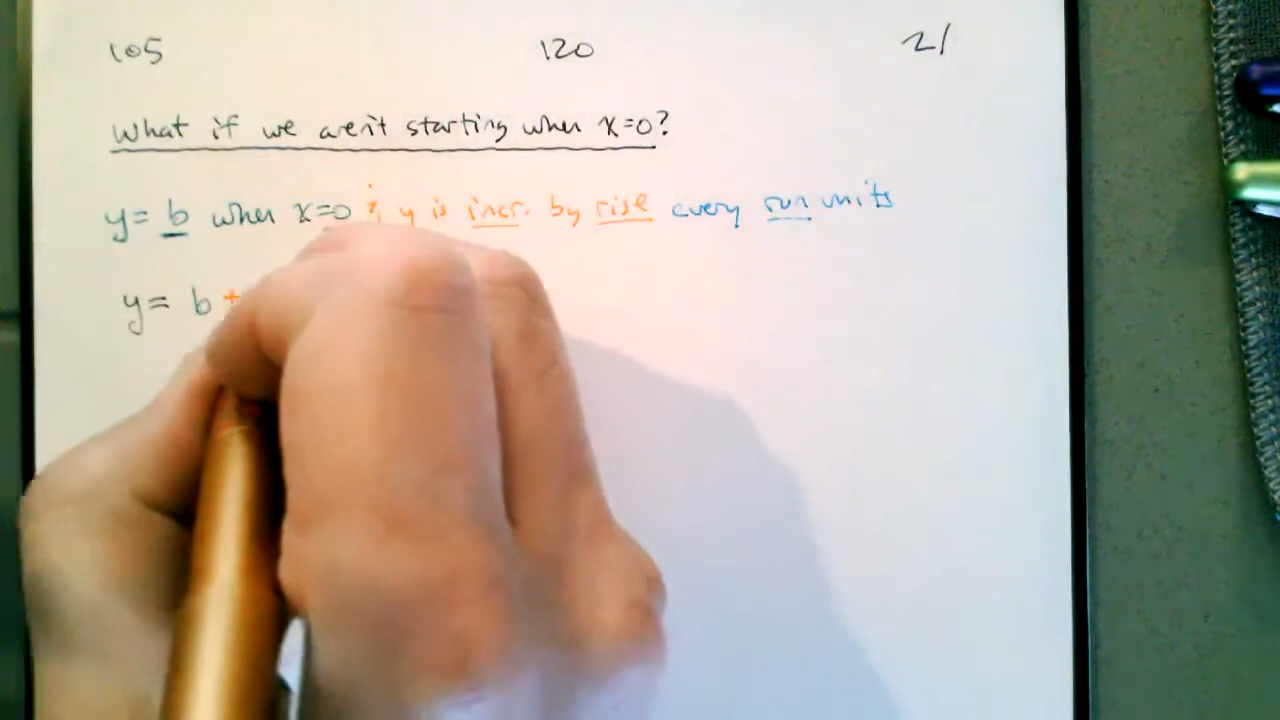 105 120 21
What if we aren't starting when x=0?
y= b when x=0 ; y is incr. by rise every run units
y= b +